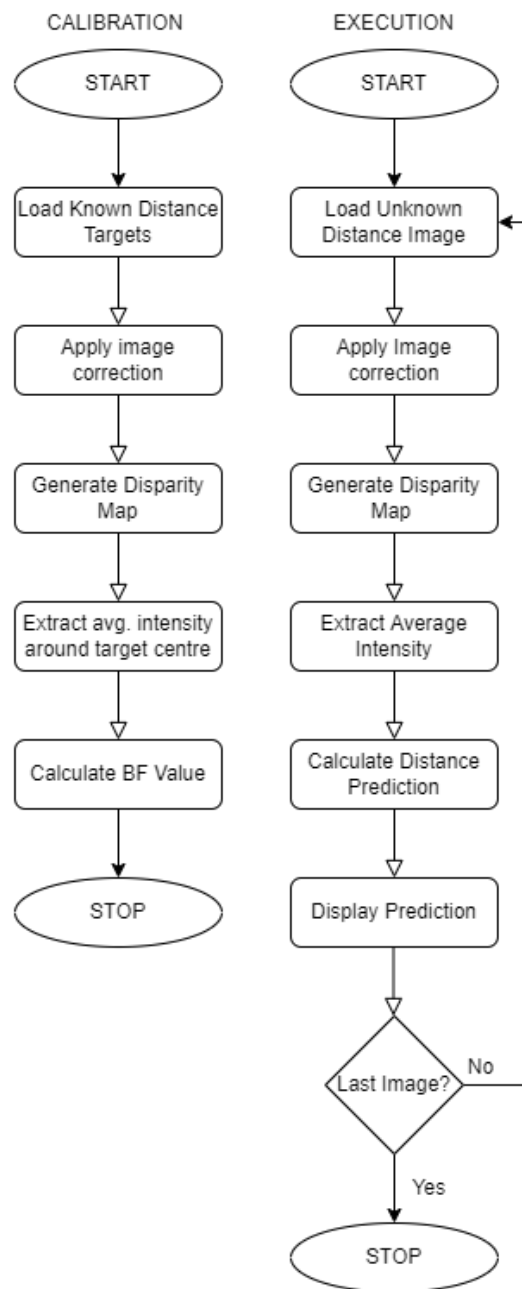 CALIBRATION
START
Load Known Distance
Targets
Apply image
correction
Generate Disparity
Map
Extract avg. intensity
around target centre
Calculate BF Value
STOP
EXECUTION
START
Load Unknown
Distance Image
Apply Image
correction
Generate Disparity
Map
Extract Average
Intensity
Calculate Distance
Prediction
Display Prediction
Last Image?
No
Yes
STOP